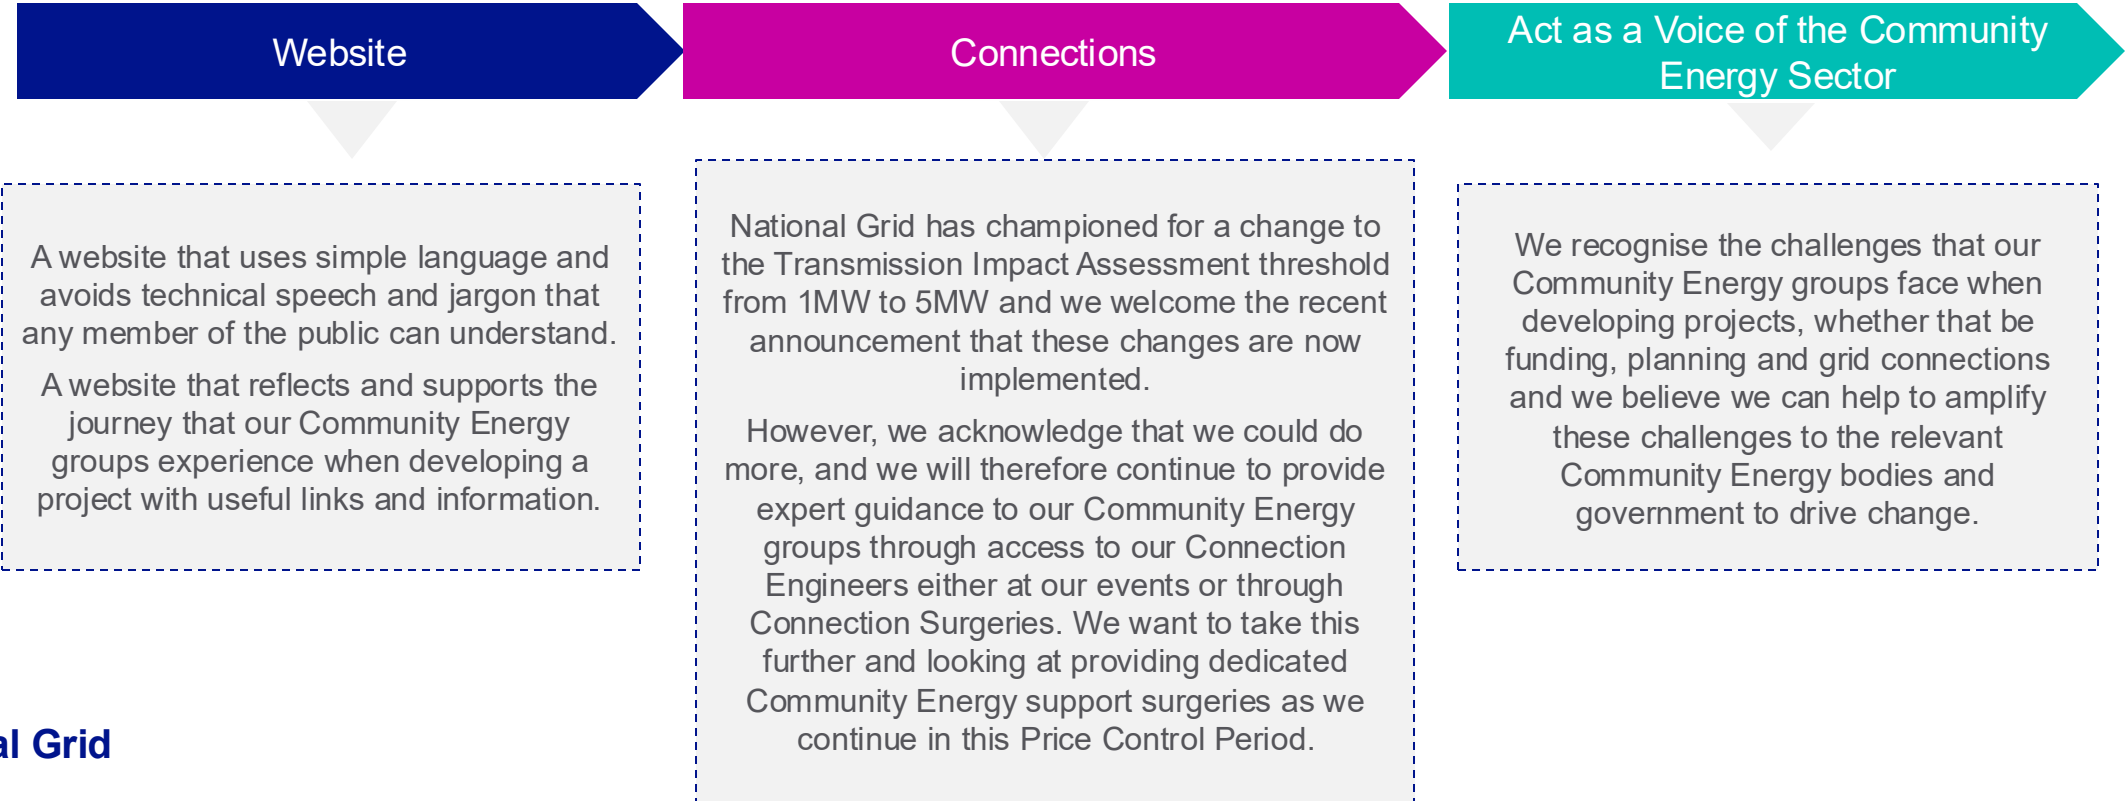 Website
Connections
Act as a Voice of the Community
Energy Sector
A website that uses simple language and
avoids technical speech and jargon that
any member of the public can understand.
A website that reflects and supports the
journey that our Community Energy
groups experience when developing a
project with useful links and information.
National Grid has championed for a change to
the Transmission Impact Assessment threshold
from 1MW to 5MW and we welcome the recent
announcement that these changes are now
implemented.
However, we acknowledge that we could do
more, and we will therefore continue to provide
expert guidance to our Community Energy
groups through access to our Connection
Engineers either at our events or through
Connection Surgeries. We want to take this
further and looking at providing dedicated
Community Energy support surgeries as we
continue in this Price Control Period.
We recognise the challenges that our
Community Energy groups face when
developing projects, whether that be
funding, planning and grid connections
and we believe we can help to amplify
these challenges to the relevant
Community Energy bodies and
government to drive change.
al Grid